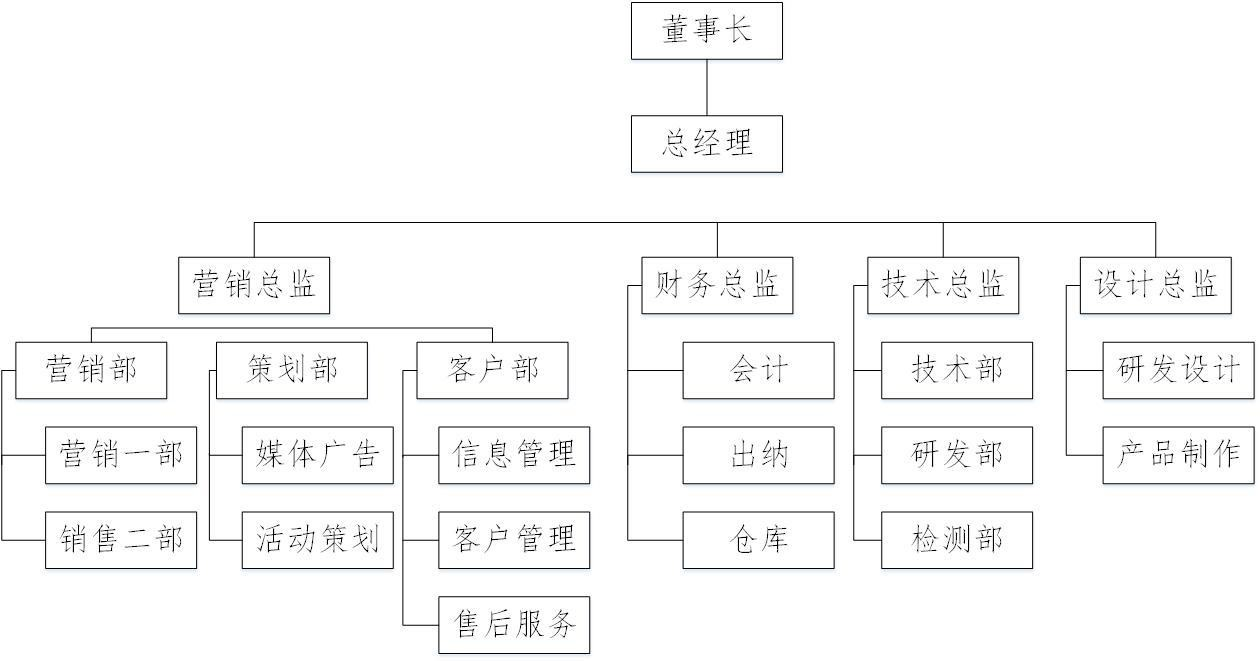 董事长
总经理
营销总监
财务总监
技术总监
设计总监
营销部
策划部
客户部
会计
技术部
研发设计
营销一部
媒体广告
信息管理
出纳
研发部
产品制作
销售二部
活动策划
客户管理
仓库
检测部
售后服务